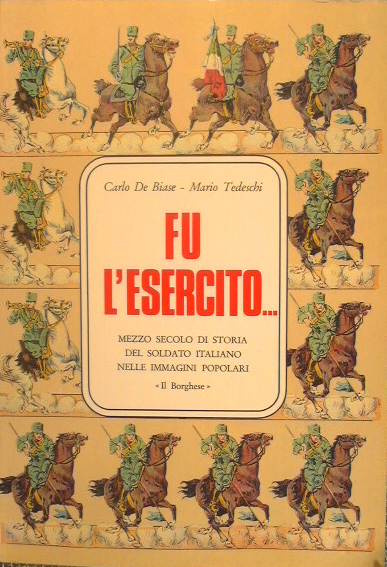 Carlo De Biase - Mario Tedeschi
FU
L'ESERCITO...
MEZZO SECOLO DI STORIA
DEL SOLDATO ITALIANO
NELLE IMMAGINI POPOLARI
« Il Borghese »